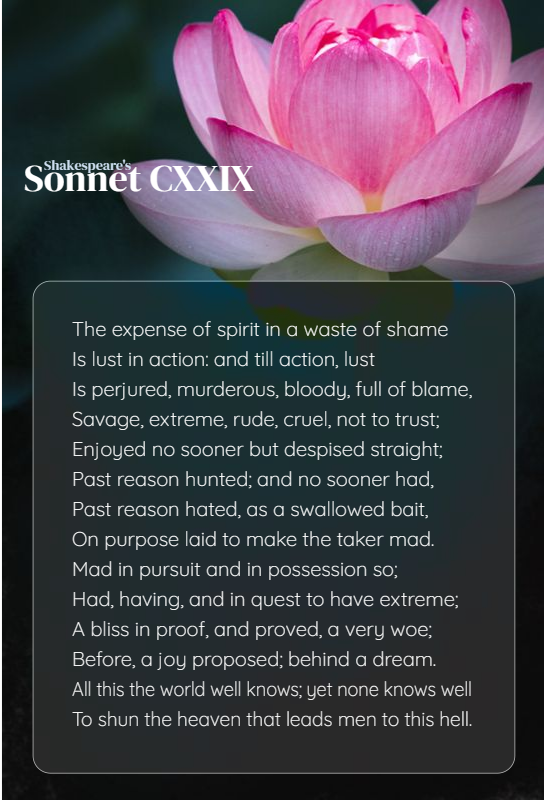 Shakespeare's
Sonnet CXXIX
The expense of spirit in a waste of shame
Is lust in action: and till action, lust
Is perjured, murderous, bloody, full of blame,
Savage, extreme, rude, cruel, not to trust;
Enjoyed no sooner but despised straight;
Past reason hunted; and no sooner had,
Past reason hated, as a swallowed bait,
On purpose laid to make the taker mad.
Mad in pursuit and in possession so;
Had, having, and in quest to have extreme;
A bliss in proof, and proved, a very woe;
Before, a joy proposed; behind a dream.
All this the world well knows; yet none knows well
To shun the heaven that leads men to this hell.